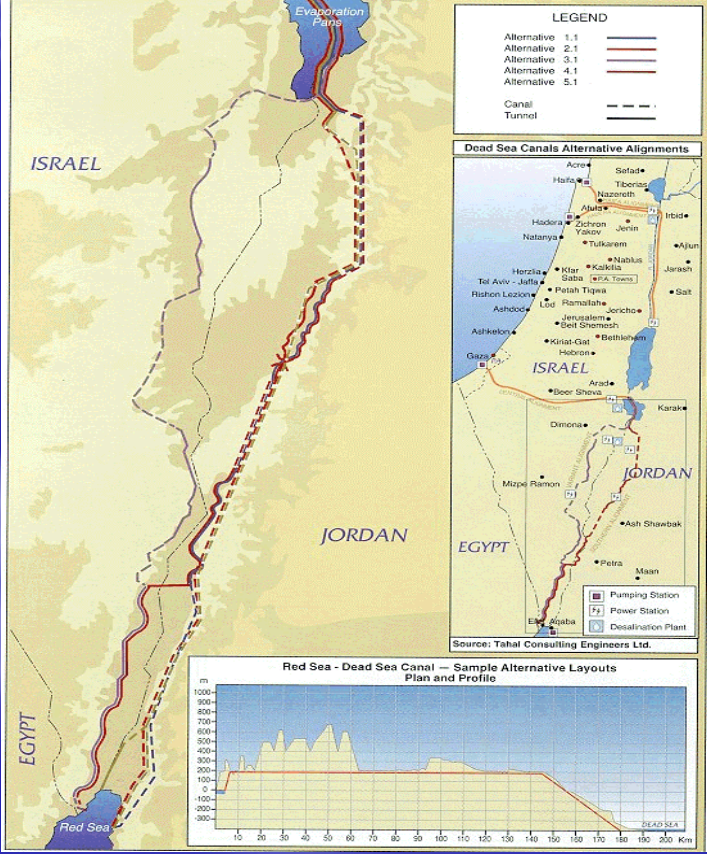 Evaporation
Pans
ISRAEL
JORDAN
EGYPT
Red Sea
LEGEND
Alternative 1.1
Alternative 2.1
Alternative 3.1
Alternative 4.1
Alternative 5.1
Canal
Tunnel
Dead Sea Canals Alternative Alignments
Acre
Safad
Haifa
Tiberias
Nazereth
Afula
Irbid
Hadera
Zichron
Yakov
Jenin
Natanya
Tulkarem
Ajlun
Nablus
Herzlia
Kfar
Saba
Kalkilia
Jarash
P.A. Towns
Tel Aviv - Jaffa
Petah Tiqwa
Salt
Rishon Lezion
Lod
Ramallah
Ashdod
Jericho
Jerusalem
Beit Shemesh
Ashkelon
Kiriat-Gat
Bethlehem
Hebron
Gaza
ISRAEL
Arad
Beer Sheva
CENTRAL ALIGNMENT
Karak
Dimona
JORDAN
Mizpe Ramon
SOUTHERN ALIGNMENT
Ash Shawbak
EGYPT
Petra
Maan
Aqaba
Pumping Station
Power Station
Desalination Plant
Source: Tahal Consulting Engineers Ltd.
Red Sea - Dead Sea Canal — Sample Alternative Layouts
Plan and Profile
m
1000
900
800
700
600
500
400
300
200
100
0
-100
-200
-300
DEAD SEA
10 20 30 40 50 60 70 80 90 100 110 120 130 140 150 160 170 180 190 200 Km